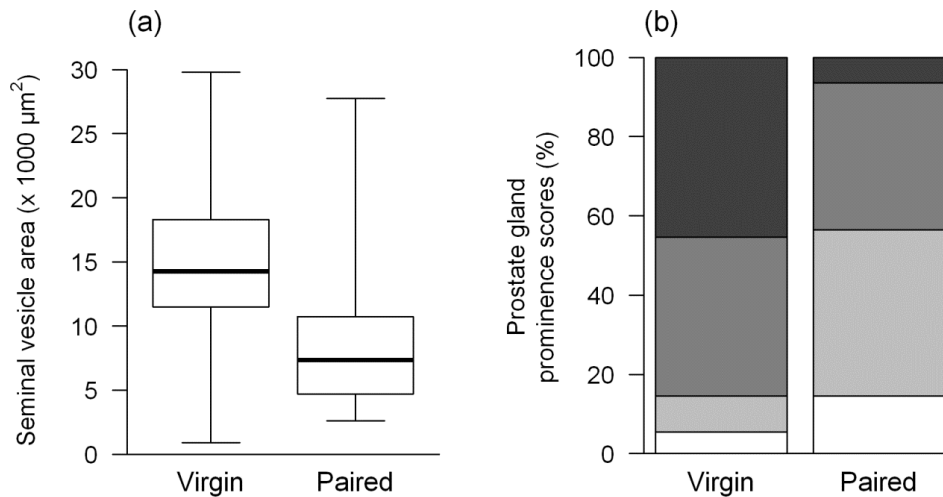 (a)
Seminal vesicle area (x 1000 µm²)
30
25
20
15
10
5
0
Virgin
Paired
(b)
Prostate gland
prominence scores (%)
100
80
60
40
20
0
Virgin
Paired